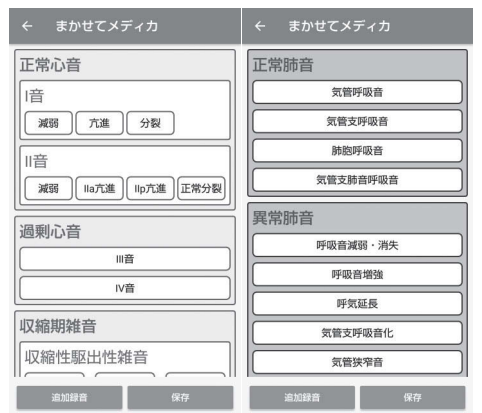 ← まかせてメディカ
正常心音
I音
減弱 亢進 分裂
II音
減弱 IIa亢進 IIp亢進 正常分裂
過剰心音
III音
IV音
収縮期雑音
収縮性駆出性雑音
追加録音 保存
← まかせてメディカ
正常肺音
気管呼吸音
気管支呼吸音
肺胞呼吸音
気管支肺音呼吸音
異常肺音
呼吸音減弱・消失
呼吸音増強
呼気延長
気管支呼吸音化
気管狭窄音
追加録音 保存